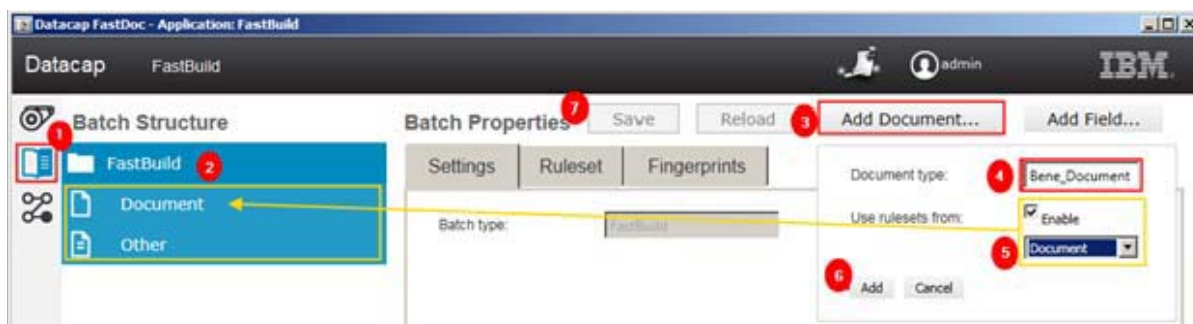 Datacap FastDoc - Application: FastBuild
Datacap FastBuild admin IBM
1 Batch Structure
Batch Properties 7 Save Reload 3 Add Document... Add Field...
FastBuild 2
Document
Other
Settings Ruleset Fingerprints
Batch type: FastBuild
Document type: 4 Bene_Document
Use rulesets from: Enable
5 Document
6 Add Cancel